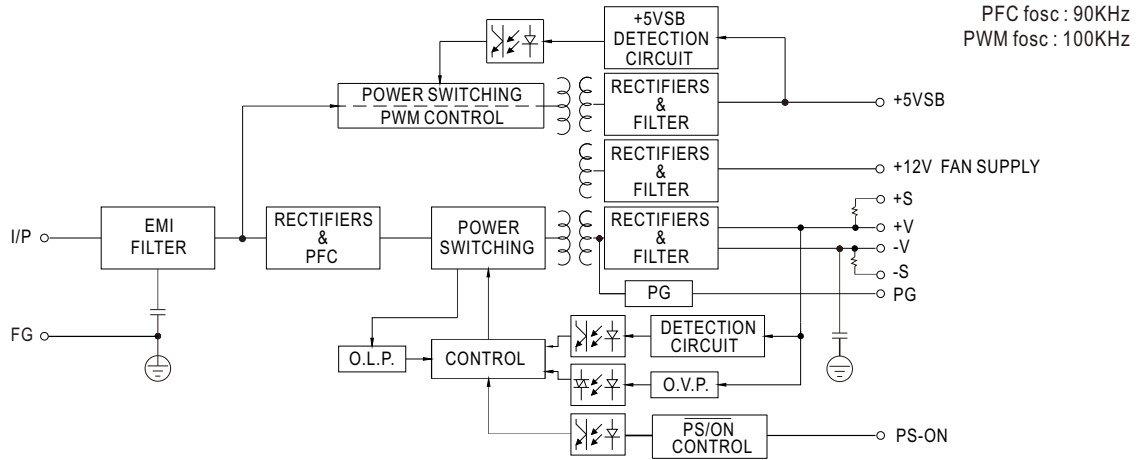 PFC fosc : 90KHz
PWM fosc : 100KHz
+5VSB
DETECTION
CIRCUIT
POWER SWITCHING
PWM CONTROL
RECTIFIERS
&
FILTER
+5VSB
RECTIFIERS
&
FILTER
+12V FAN SUPPLY
I/P
EMI
FILTER
RECTIFIERS
&
PFC
POWER
SWITCHING
RECTIFIERS
&
FILTER
+S
+V
-V
-S
PG
PG
FG
O.L.P.
CONTROL
DETECTION
CIRCUIT
O.V.P.
PS/ON
CONTROL
PS-ON